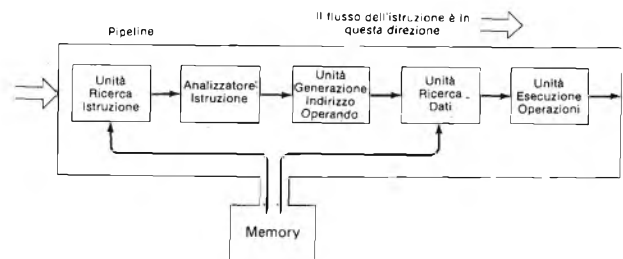 Il flusso dell'istruzione è in
questa direzione
Pipeline
Unità
Ricerca
Istruzione
Analizzatore
Istruzione
Unità
Generazione
Indirizzo
Operando
Unità
Ricerca
Dati
Unità
Esecuzione
Operazioni
Memory